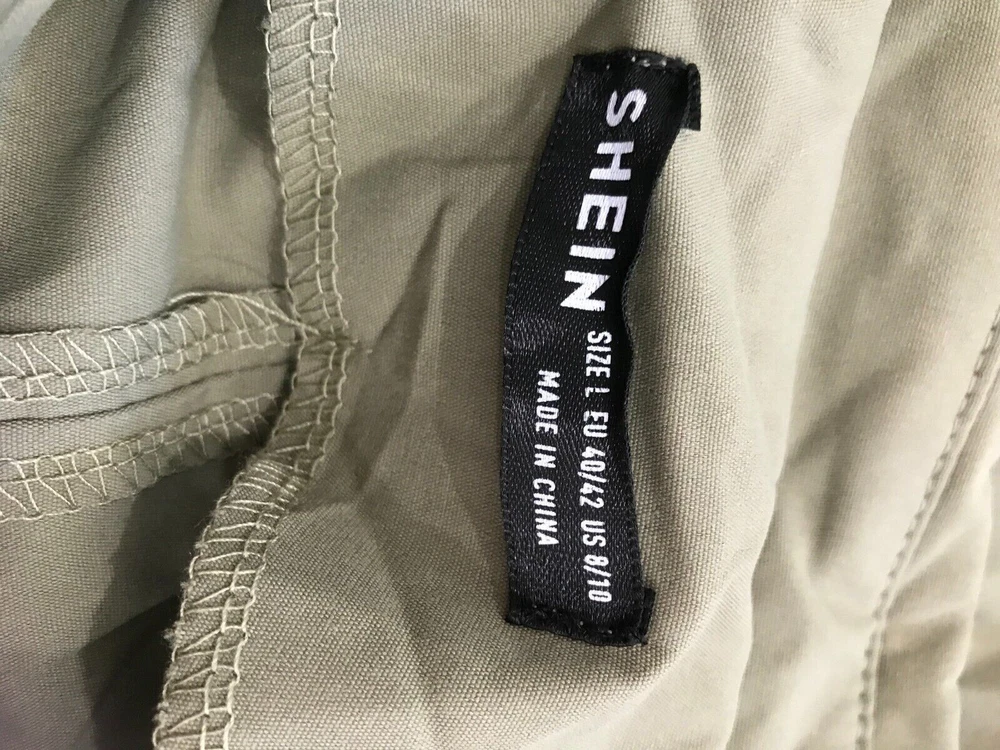 SHEIN
SIZE L EU 40/42 US 8/10
MADE IN CHINA